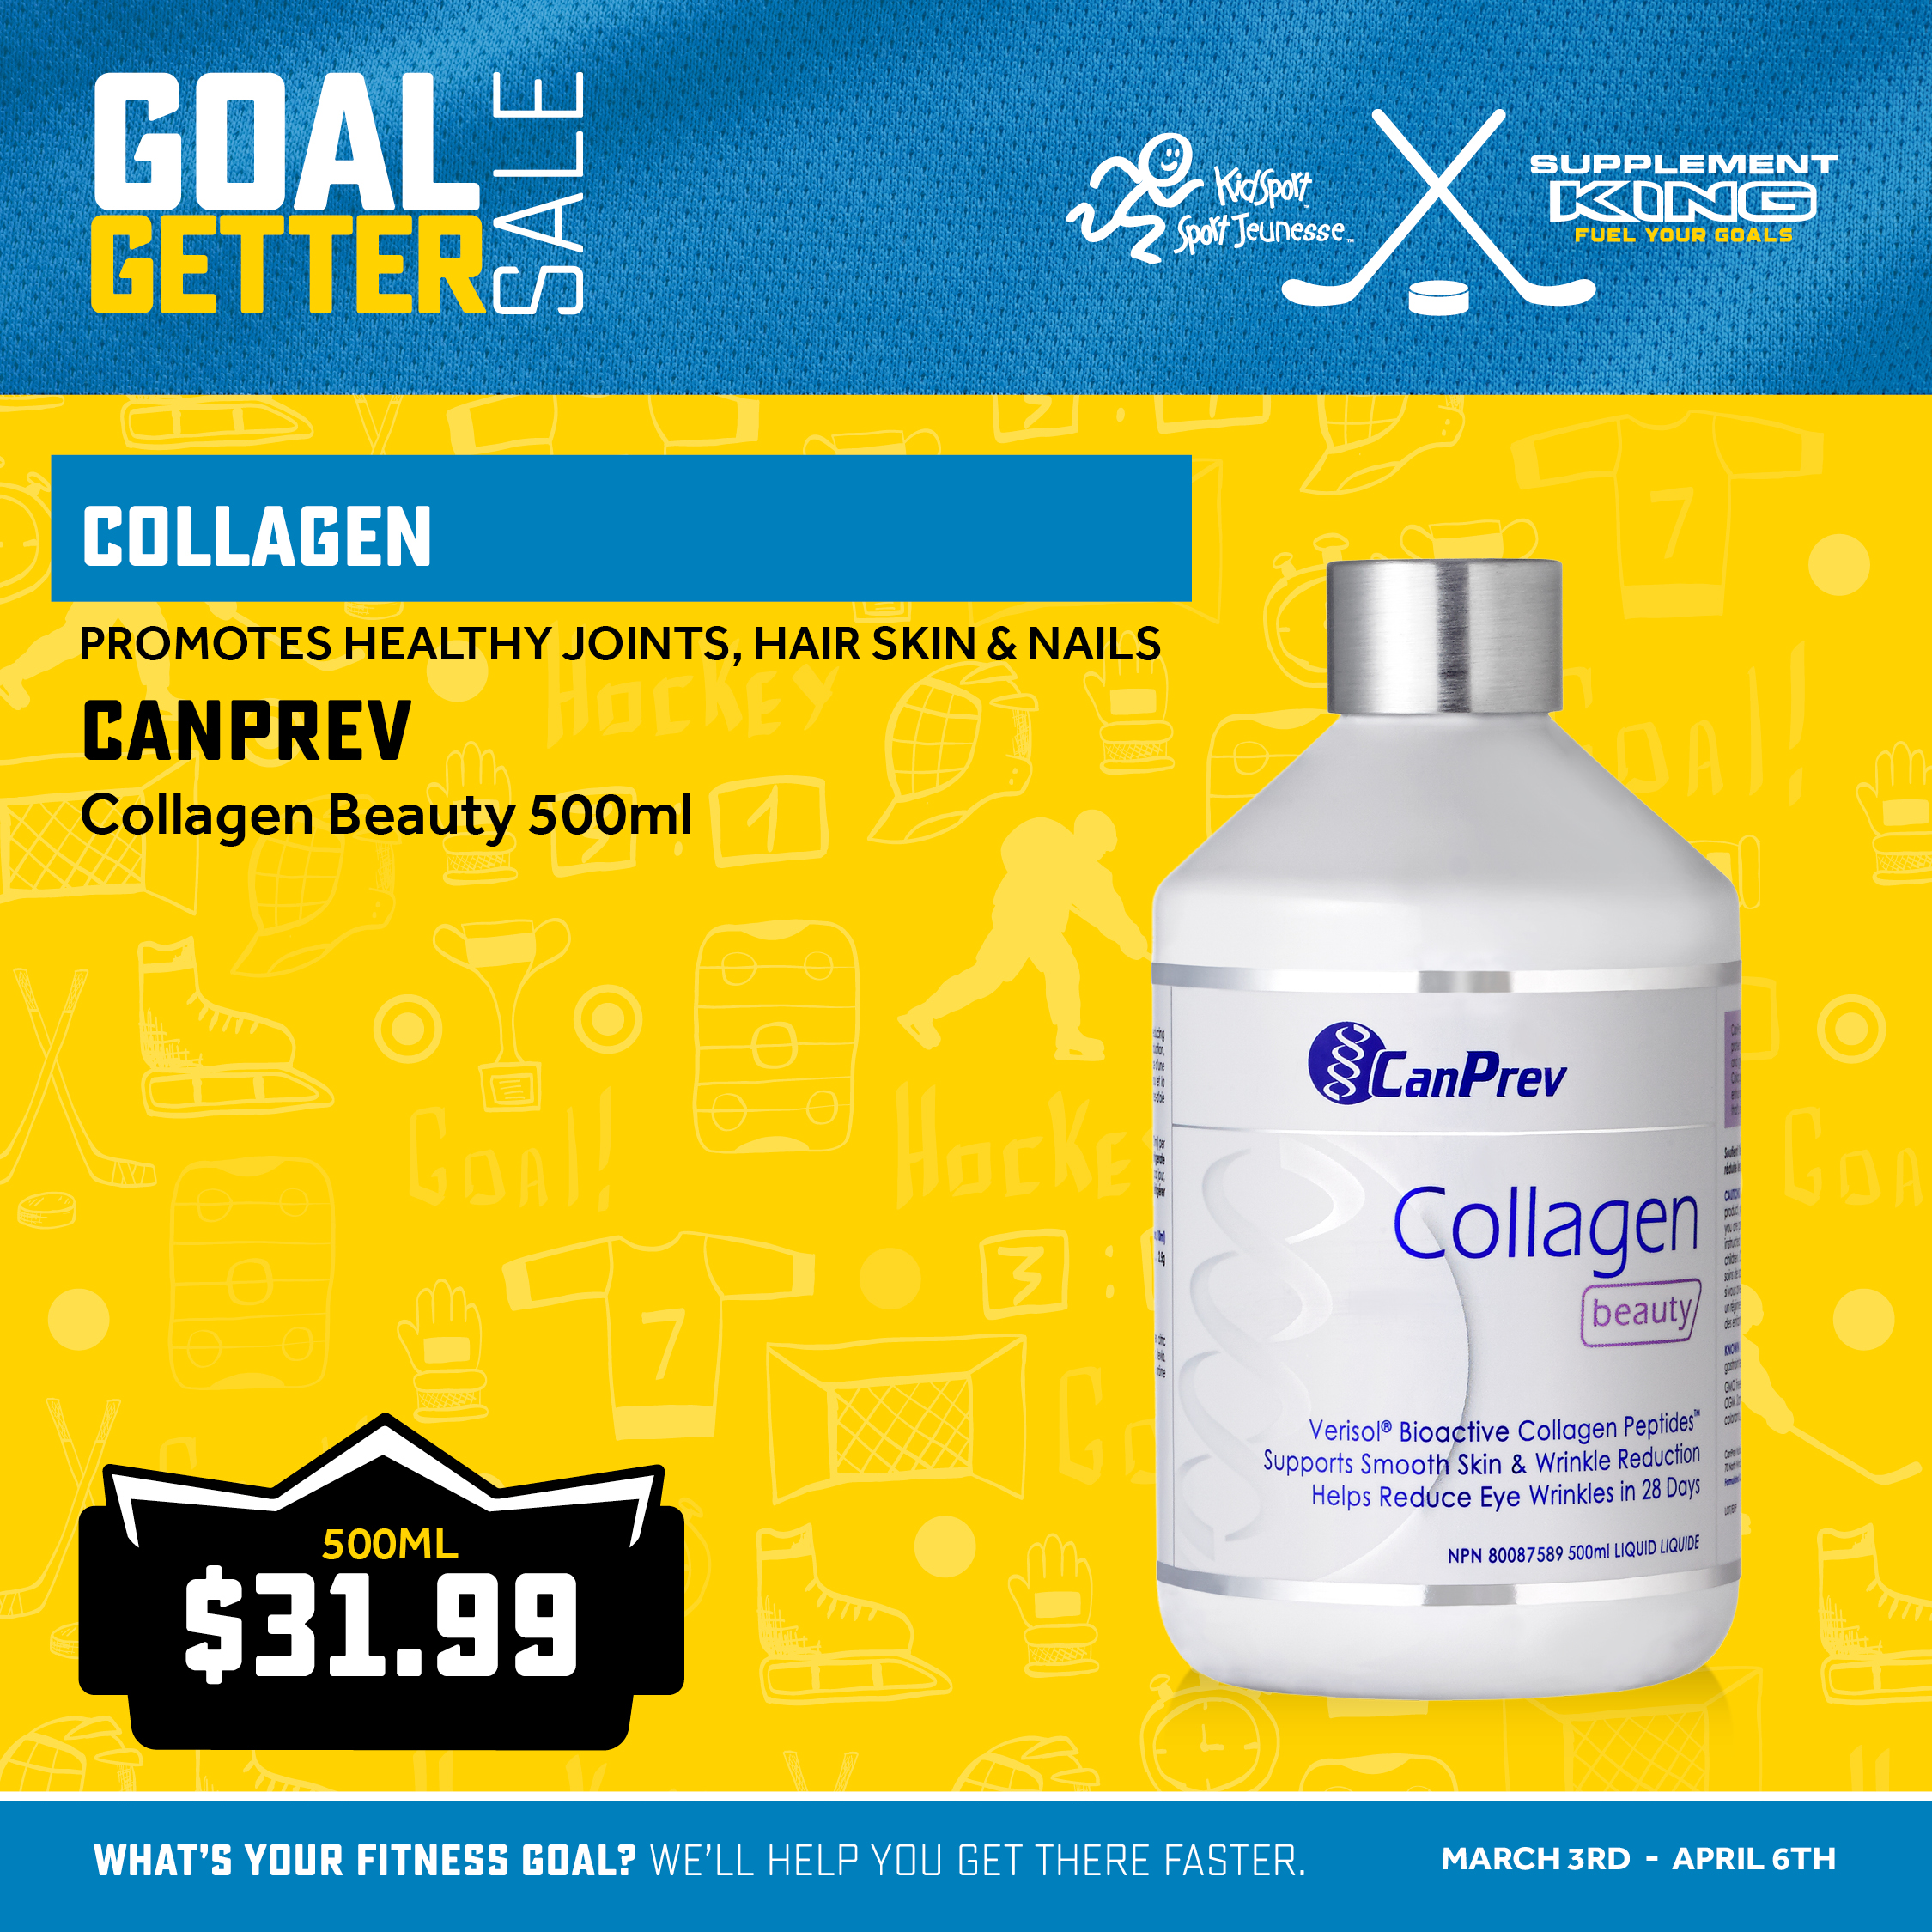 GOAL
GETTER
SALE
KidSport™
Sport Jeunesse™
SUPPLEMENT
KING
FUEL YOUR GOALS
COLLAGEN
PROMOTES HEALTHY JOINTS, HAIR SKIN & NAILS
CANPREV
Collagen Beauty 500ml
CanPrev
Collagen
beauty
Verisol® Bioactive Collagen Peptides™
Supports Smooth Skin & Wrinkle Reduction
Helps Reduce Eye Wrinkles in 28 Days
NPN 80087589 500ml LIQUID LIQUIDE
500ML
$31.99
WHAT'S YOUR FITNESS GOAL? WE'LL HELP YOU GET THERE FASTER.
MARCH 3RD - APRIL 6TH